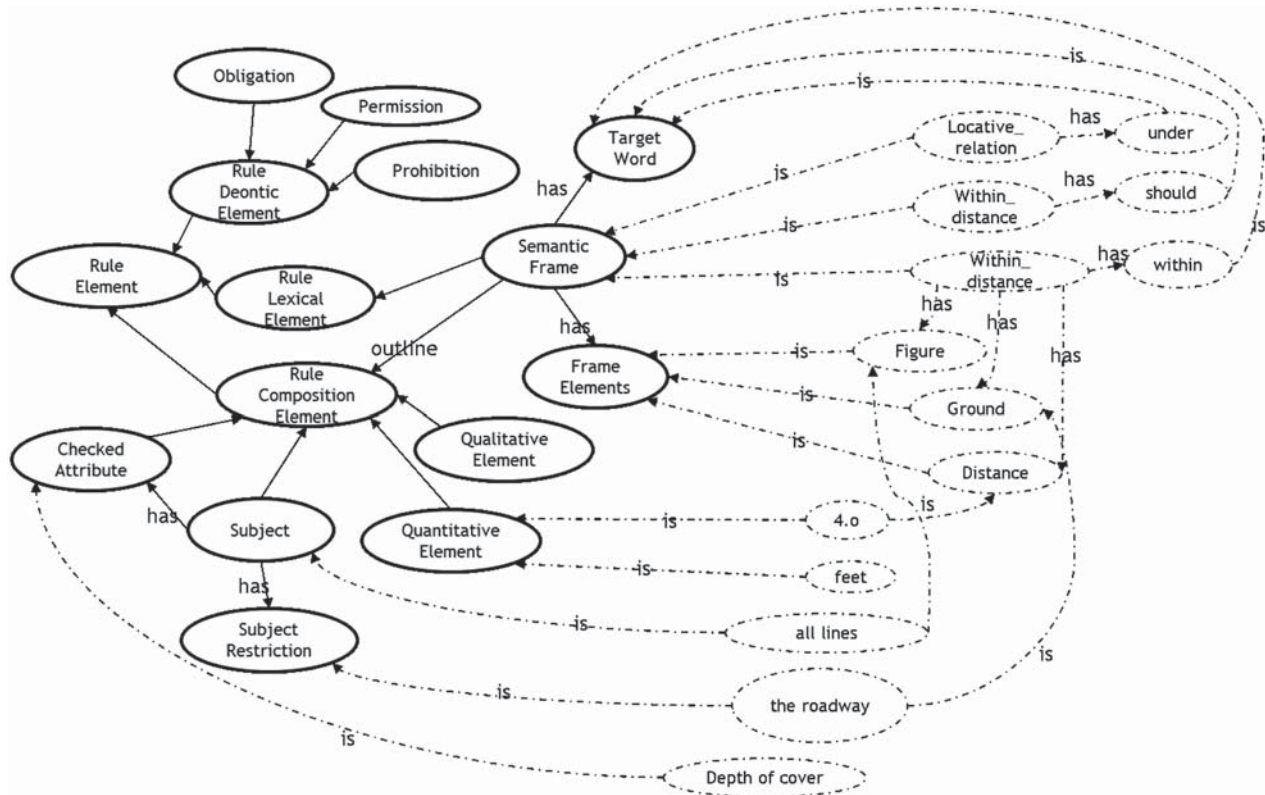 is
Obligation
is
Permission
is
Target
Word
Locative_
relation
has
under
Rule
Deontic
Element
Prohibition
is
has
Within_
distance
has
should
is
is
Rule
Element
Semantic
Frame
Within_
distance
has
within
Rule
Lexical
Element
is
has
has
has
outline
has
Figure
is
Rule
Composition
Element
Frame
Elements
is
Ground
Checked
Attribute
Qualitative
Element
is
Distance
has
Subject
Quantitative
Element
is
4.o
is
is
feet
has
Subject
Restriction
is
all lines
is
is
the roadway
is
Depth of cover